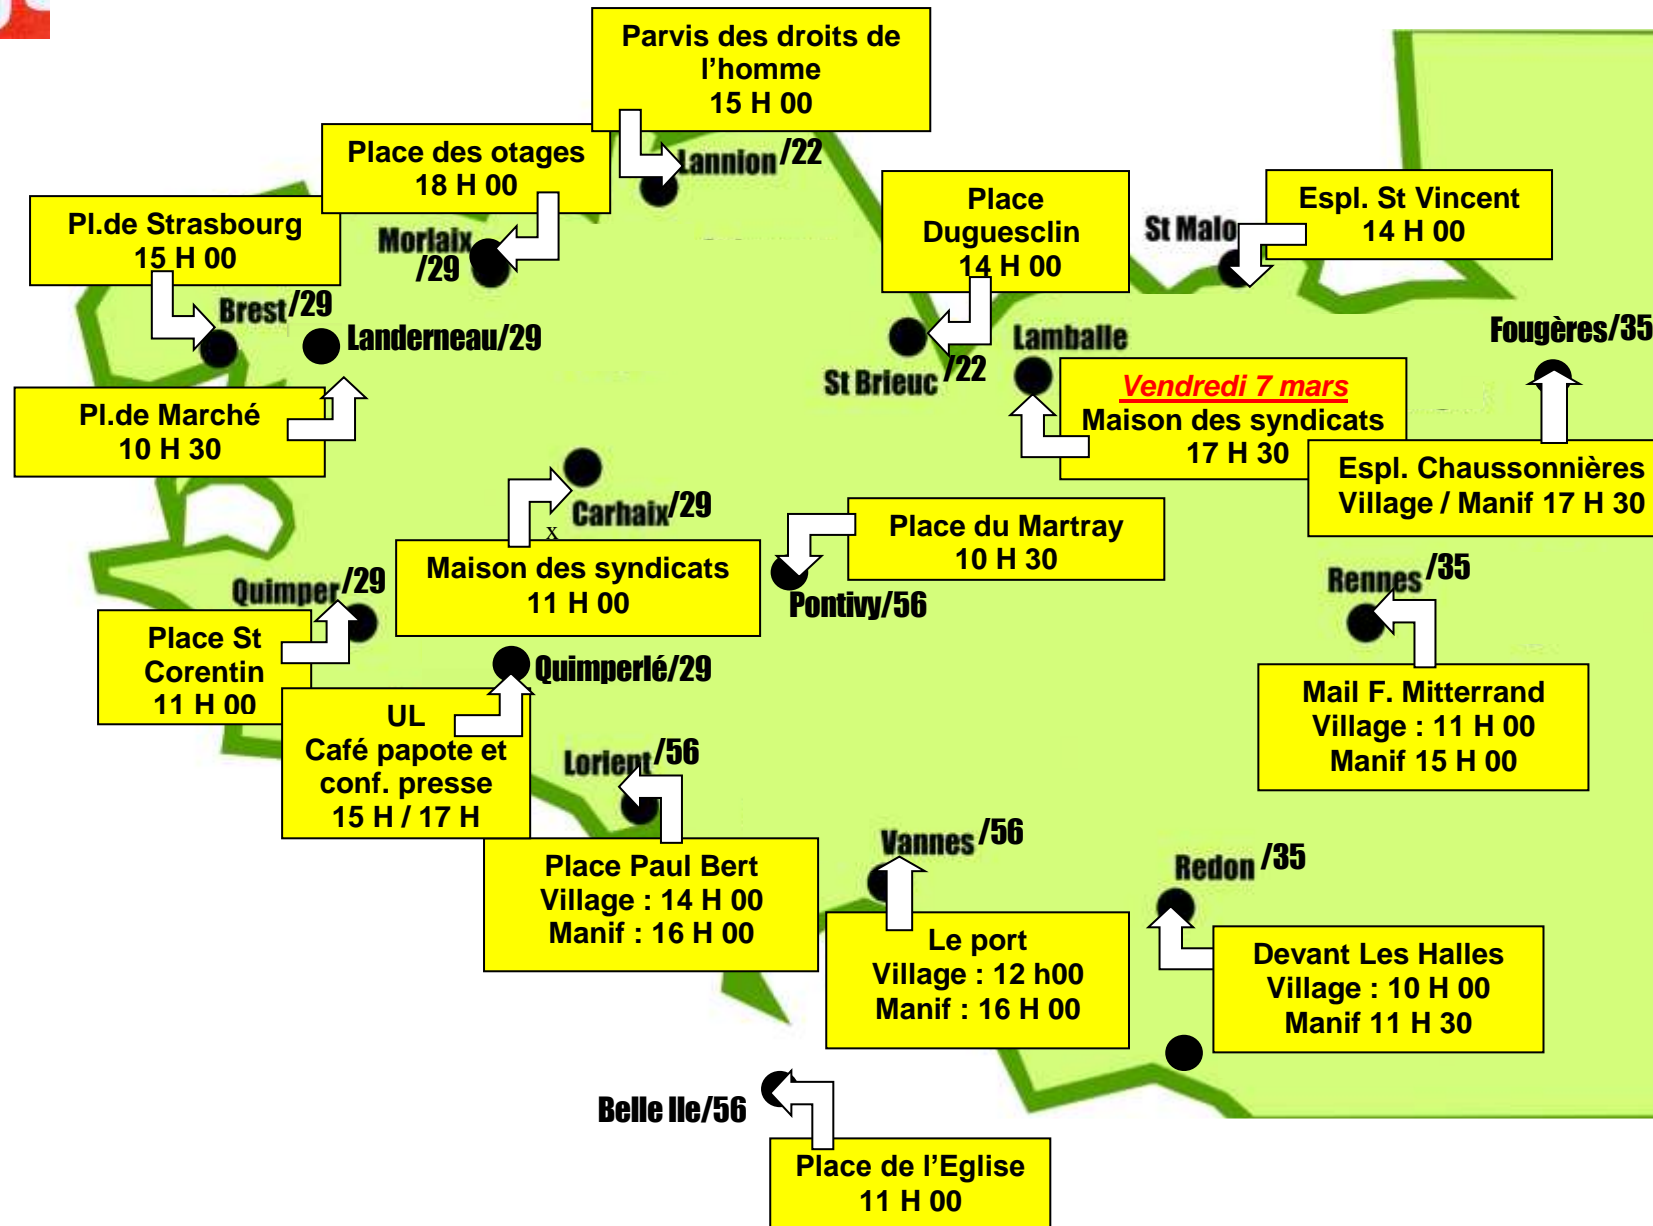 Parvis des droits de
l’homme
15 H 00
Lannion /22
Place des otages
18 H 00
Morlaix
/29
Pl.de Strasbourg
15 H 00
Brest /29
Landerneau/29
Pl.de Marché
10 H 30
Place
Duguesclin
14 H 00
St Brieuc /22
St Malo
Espl. St Vincent
14 H 00
Lamballe
Vendredi 7 mars
Maison des syndicats
17 H 30
Fougères/35
Espl. Chaussonnières
Village / Manif 17 H 30
Carhaix/29
x
Maison des syndicats
11 H 00
Place du Martray
10 H 30
Pontivy/56
Quimper /29
Place St
Corentin
11 H 00
Quimperlé/29
UL
Café papote et
conf. presse
15 H / 17 H
Rennes /35
Mail F. Mitterrand
Village : 11 H 00
Manif 15 H 00
Lorient /56
Place Paul Bert
Village : 14 H 00
Manif : 16 H 00
Vannes /56
Le port
Village : 12 h00
Manif : 16 H 00
Redon /35
Devant Les Halles
Village : 10 H 00
Manif 11 H 30
Belle Ile/56
Place de l’Eglise
11 H 00